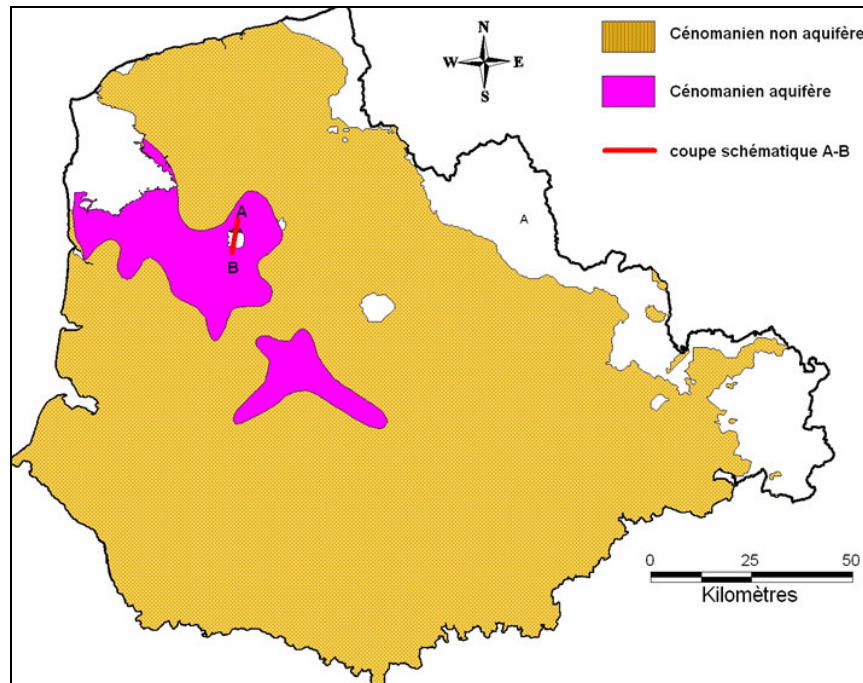 N
W E
S
Cénomanien non aquifère
Cénomanien aquifère
coupe schématique A-B
A
A
B
0 25 50
Kilomètres